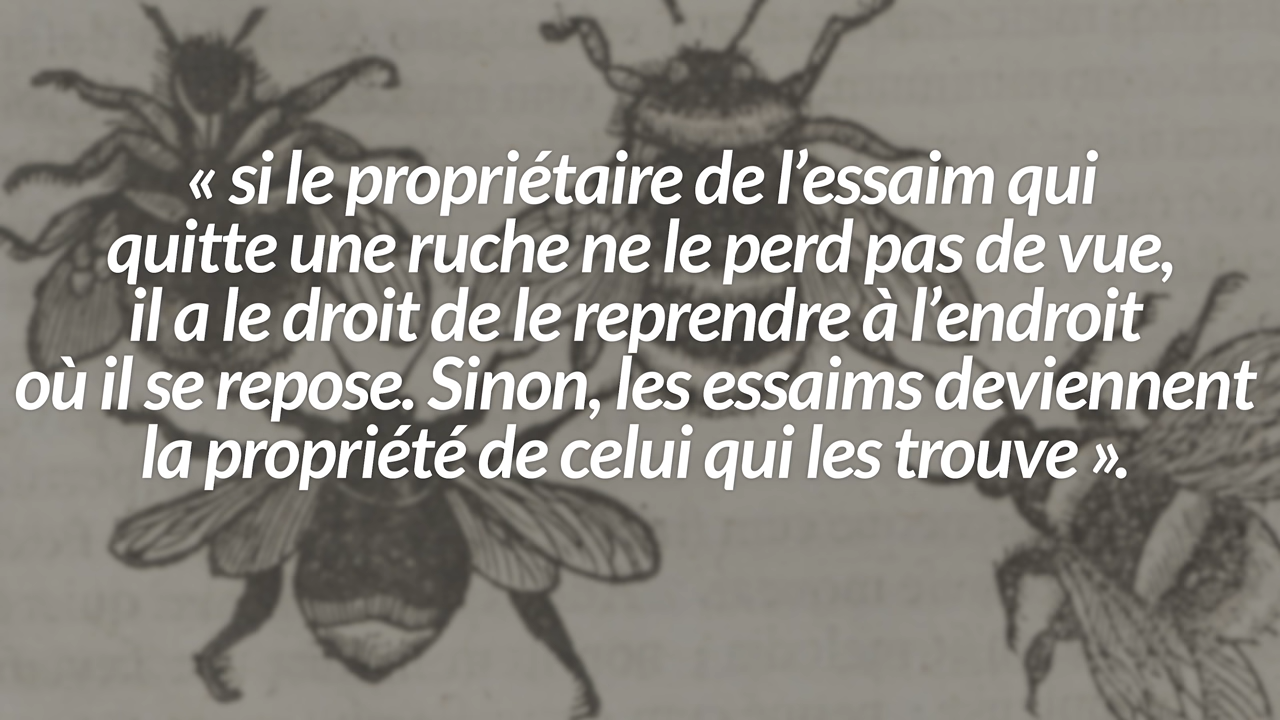 « si le propriétaire de l’essaim qui
quitte une ruche ne le perd pas de vue,
il a le droit de le reprendre à l’endroit
où il se repose. Sinon, les essaims deviennent
la propriété de celui qui les trouve ».